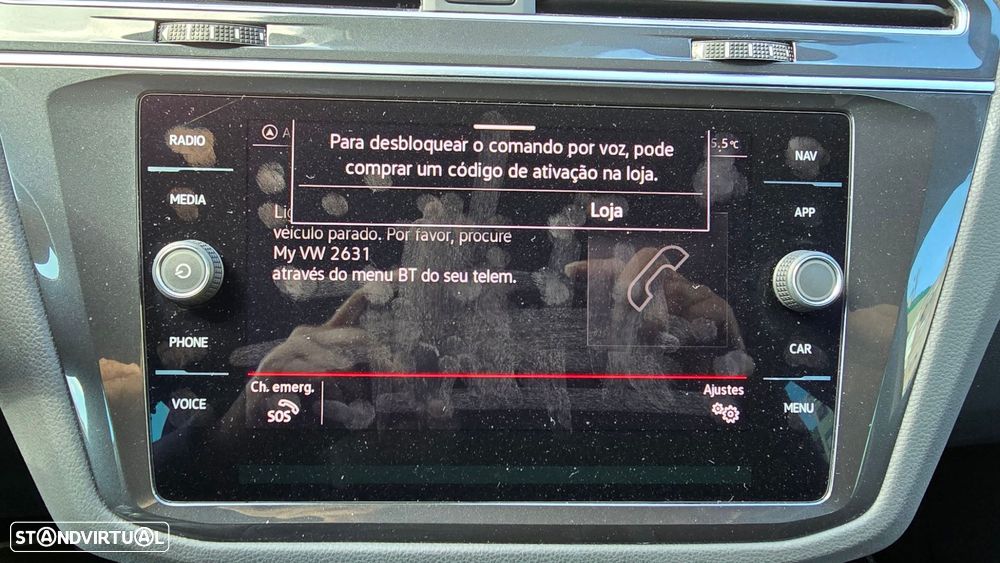 RADIO
MEDIA
PHONE
VOICE
A
Para desbloquear o comando por voz, pode
comprar um código de ativação na loja.
Loja
5,5°C
veículo parado. Por favor, procure
My VW 2631
através do menu BT do seu telem.
Ch. emerg.
SOS
Ajustes
NAV
APP
CAR
MENU
STANDVIRTUAL